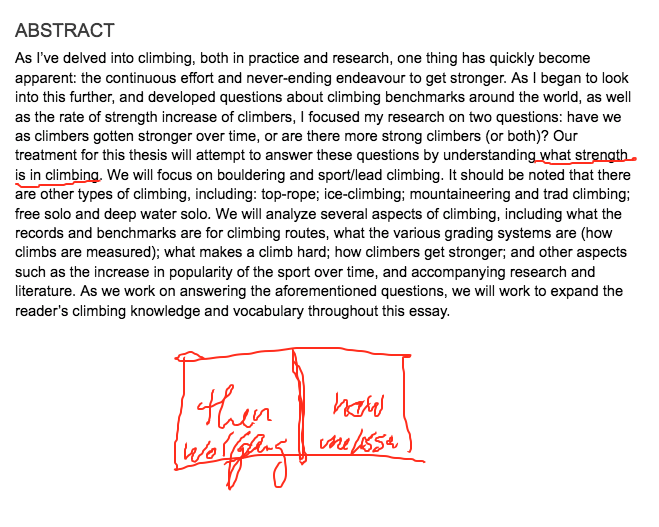 ABSTRACT
As I've delved into climbing, both in practice and research, one thing has quickly become
apparent: the continuous effort and never-ending endeavour to get stronger. As I began to look
into this further, and developed questions about climbing benchmarks around the world, as well
as the rate of strength increase of climbers, I focused my research on two questions: have we
as climbers gotten stronger over time, or are there more strong climbers (or both)? Our
treatment for this thesis will attempt to answer these questions by understanding what strength
is in climbing. We will focus on bouldering and sport/lead climbing. It should be noted that there
are other types of climbing, including: top-rope; ice-climbing; mountaineering and trad climbing;
free solo and deep water solo. We will analyze several aspects of climbing, including what the
records and benchmarks are for climbing routes, what the various grading systems are (how
climbs are measured); what makes a climb hard; how climbers get stronger; and other aspects
such as the increase in popularity of the sport over time, and accompanying research and
literature. As we work on answering the aforementioned questions, we will work to expand the
reader's climbing knowledge and vocabulary throughout this essay.
then now
wolfgang melissa